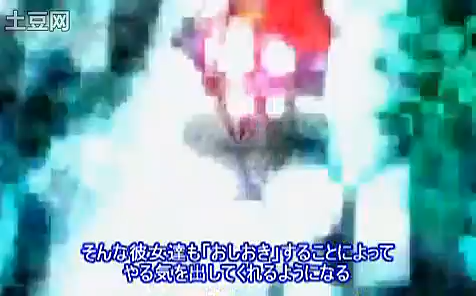 土豆网
そんな彼女達も「おしおき」することによって
やる気を出してくれるようになる